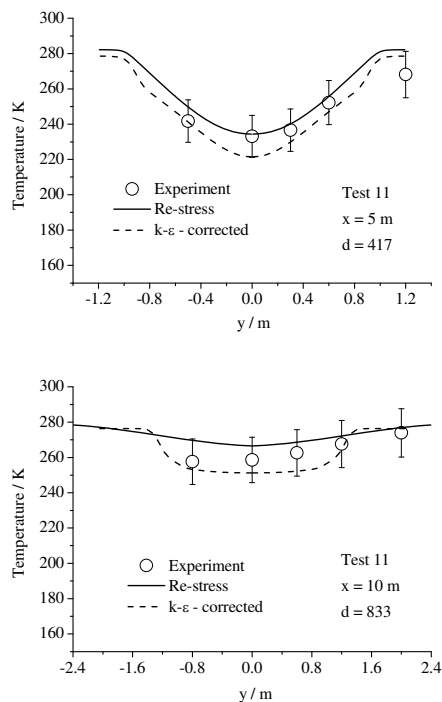 300
280
260
240
220
200
180
160
Temperature / K
Experiment
Re-stress
k-ε - corrected
Test 11
x = 5 m
d = 417
-1.2 -0.8 -0.4 0.0 0.4 0.8 1.2
y / m
300
280
260
240
220
200
180
160
Temperature / K
Experiment
Re-stress
k-ε - corrected
Test 11
x = 10 m
d = 833
-2.4 -1.6 -0.8 0.0 0.8 1.6 2.4
y / m